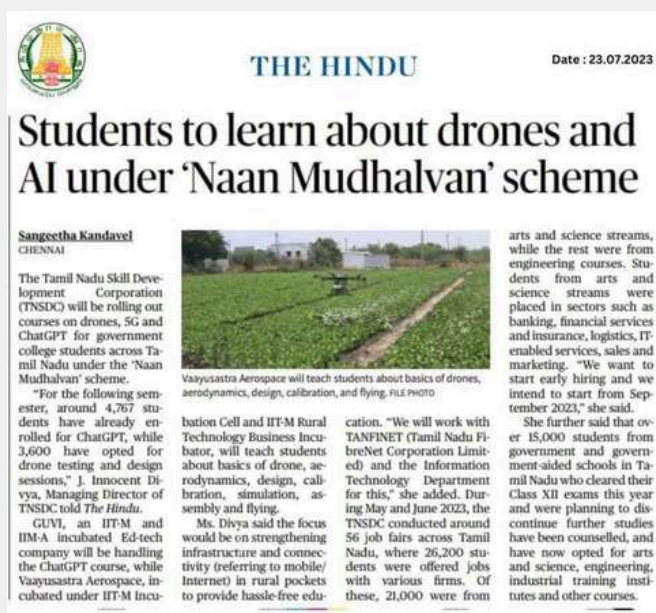 THE HINDU
Date : 23.07.2023
Students to learn about drones and
AI under ‘Naan Mudhalvan’ scheme
Sangeetha Kandavel
CHENNAI
The Tamil Nadu Skill Deve-
lopment Corporation
(TNSDC) will be rolling out
courses on drones, 5G and
ChatGPT for government
college students across Ta-
mil Nadu under the ‘Naan
Mudhalvan’ scheme.
“For the following sem-
ester, around 4,767 stu-
dents have already en-
rolled for ChatGPT, while
3,600 have opted for
drone testing and design
sessions,” J. Innocent Di-
vya, Managing Director of
TNSDC told The Hindu.
GUVI, an IIT-M and
IIM-A incubated Ed-tech
company will be handling
the ChatGPT course, while
Vaayusastra Aerospace, in-
cubated under IIT-M Incu-
Vaayusastra Aerospace will teach students about basics of drones,
aerodynamics, design, calibration, and flying. FILE PHOTO
bation Cell and IIT-M Rural
Technology Business Incu-
bator, will teach students
about basics of drone, ae-
rodynamics, design, cali-
bration, simulation, as-
sembly and flying.
Ms. Divya said the focus
would be on strengthening
infrastructure and connec-
tivity (referring to mobile/
Internet) in rural pockets
to provide hassle-free edu-
cation. “We will work with
TANFINET (Tamil Nadu Fi-
breNet Corporation Limit-
ed) and the Information
Technology Department
for this,” she added. Dur-
ing May and June 2023, the
TNSDC conducted around
56 job fairs across Tamil
Nadu, where 26,200 stu-
dents were offered jobs
with various firms. Of
these, 21,000 were from
arts and science streams,
while the rest were from
engineering courses. Stu-
dents from arts and
science streams were
placed in sectors such as
banking, financial services
and insurance, logistics, IT-
enabled services, sales and
marketing. “We want to
start early hiring and we
intend to start from Sep-
tember 2023,” she said.
She further said that ov-
er 15,000 students from
government and govern-
ment-aided schools in Ta-
mil Nadu who cleared their
Class XII exams this year
and were planning to dis-
continue further studies
have been counselled, and
have now opted for arts
and science, engineering,
industrial training insti-
tutes and other courses.